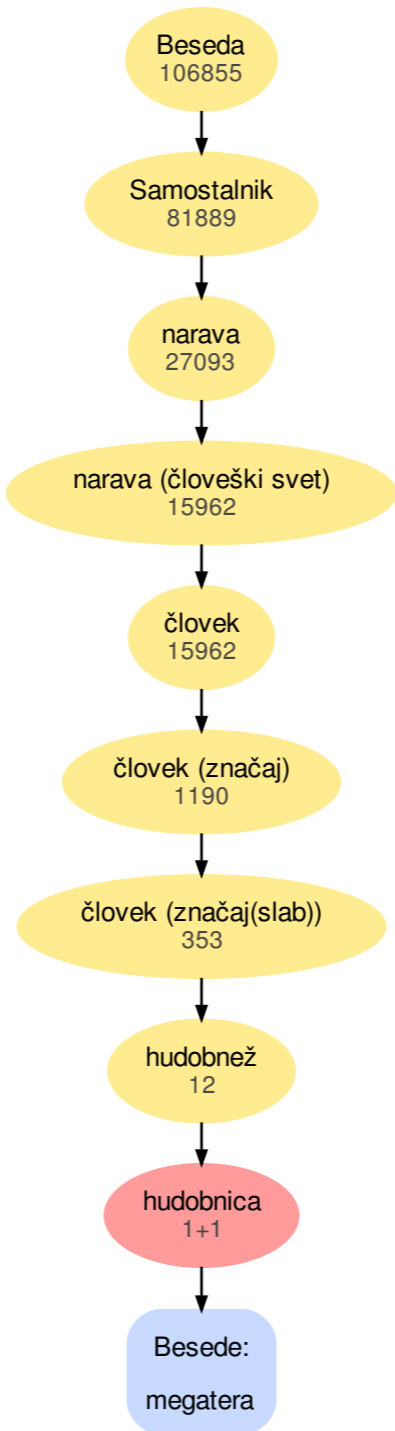 Beseda
106855
Samostalnik
81889
narava
27093
narava (človeški svet)
15962
človek
15962
človek (značaj)
1190
človek (značaj(slab))
353
hudobnež
12
hudobnica
1+1
Besede:
megatera